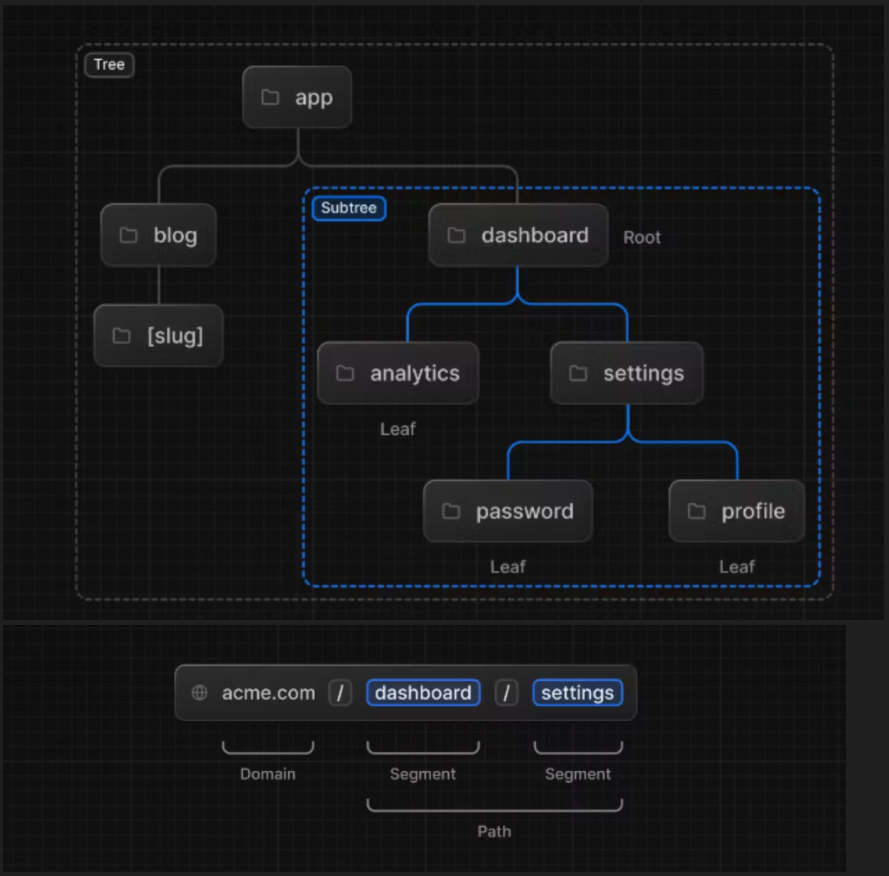 Tree
app
Subtree
blog
dashboard
Root
[slug]
analytics
settings
Leaf
password
profile
Leaf
Leaf
acme.com / dashboard / settings
Domain
Segment
Segment
Path